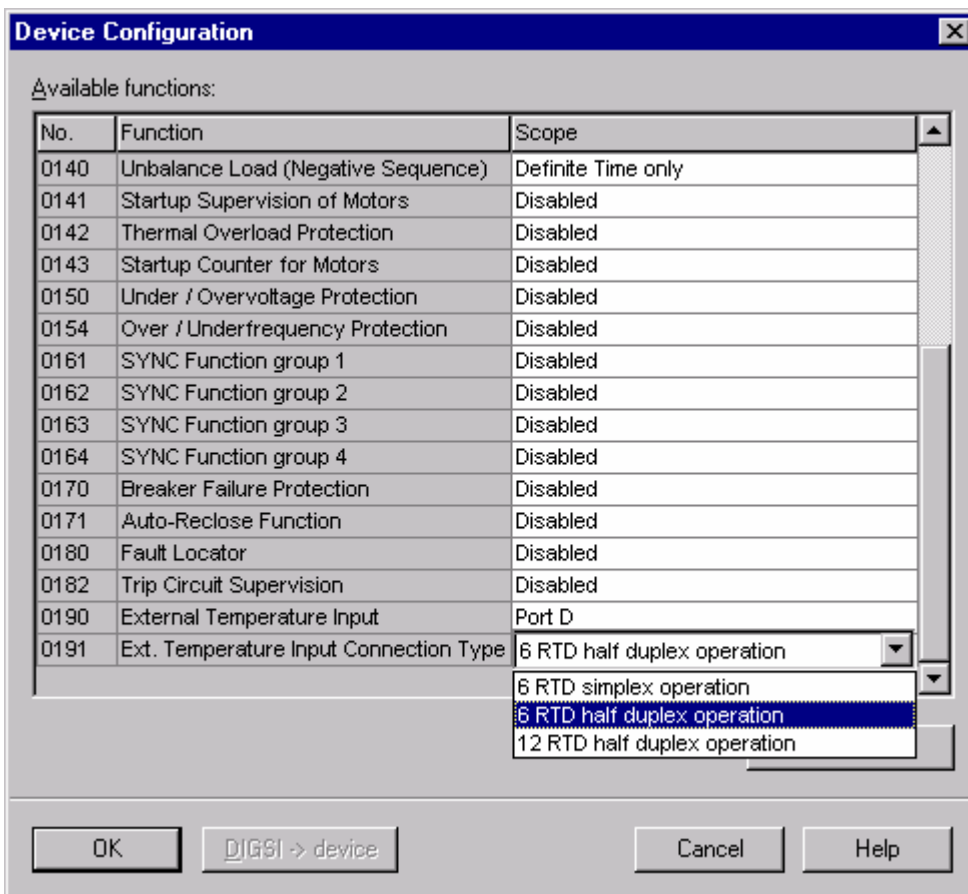 Device Configuration
Available functions:
No. Function Scope
0140 Unbalance Load (Negative Sequence) Definite Time only
0141 Startup Supervision of Motors Disabled
0142 Thermal Overload Protection Disabled
0143 Startup Counter for Motors Disabled
0150 Under / Overvoltage Protection Disabled
0154 Over / Underfrequency Protection Disabled
0161 SYNC Function group 1 Disabled
0162 SYNC Function group 2 Disabled
0163 SYNC Function group 3 Disabled
0164 SYNC Function group 4 Disabled
0170 Breaker Failure Protection Disabled
0171 Auto-Reclose Function Disabled
0180 Fault Locator Disabled
0182 Trip Circuit Supervision Disabled
0190 External Temperature Input Port D
0191 Ext. Temperature Input Connection Type 6 RTD half duplex operation
6 RTD simplex operation
6 RTD half duplex operation
12 RTD half duplex operation
OK DIGSI -> device Cancel Help